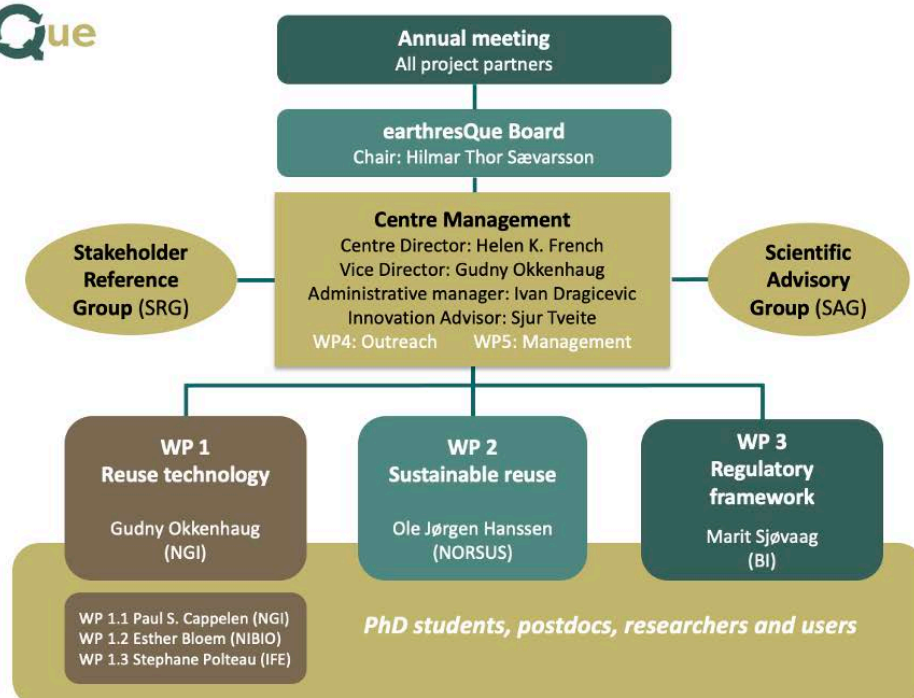 Que
Annual meeting
All project partners
earthresQue Board
Chair: Hilmar Thor Sævarsson
Centre Management
Centre Director: Helen K. French
Vice Director: Gudny Okkenhaug
Administrative manager: Ivan Dragicevic
Innovation Advisor: Sjur Tveite
WP4: Outreach WP5: Management
Stakeholder
Reference
Group (SRG)
Scientific
Advisory
Group (SAG)
WP 1
Reuse technology
Gudny Okkenhaug
(NGI)
WP 2
Sustainable reuse
Ole Jørgen Hanssen
(NORSUS)
WP 3
Regulatory
framework
Marit Sjøvaag
(BI)
WP 1.1 Paul S. Cappelen (NGI)
WP 1.2 Esther Bloem (NIBIO)
WP 1.3 Stephane Polteau (IFE)
PhD students, postdocs, researchers and users